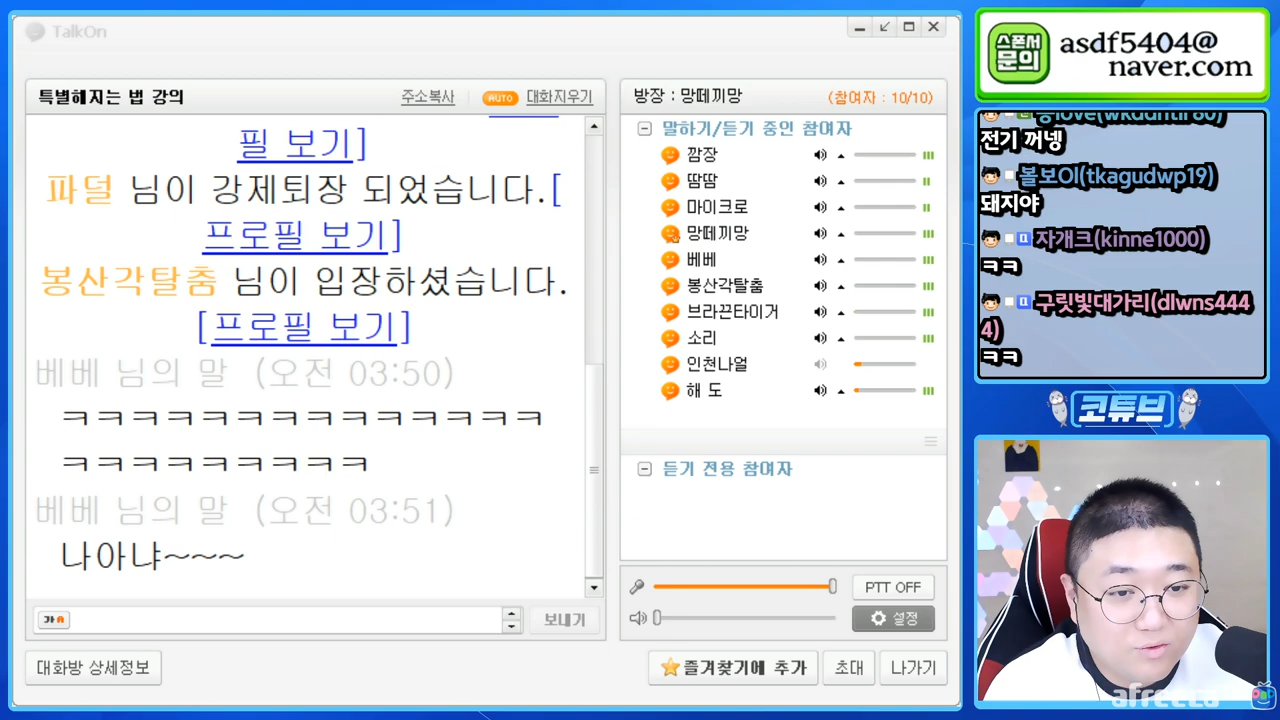 TalkOn
특별해지는 법 강의
주소복사
AUTO 대화지우기
필 보기]
파덜 님이 강제퇴장 되었습니다.[
프로필 보기]
봉산각탈춤 님이 입장하셨습니다.
[프로필 보기]
베베 님의 말 (오전 03:50)
ㅋㅋㅋㅋㅋㅋㅋㅋㅋㅋㅋㅋㅋㅋ
ㅋㅋㅋㅋㅋㅋㅋㅋㅋ
베베 님의 말 (오전 03:51)
나아냐~~~
가A
보내기
대화방 상세정보
방장 : 망떼끼망
(참여자 : 10/10)
말하기/듣기 중인 참여자
깜장
땀땀
마이크로
망떼끼망
베베
봉산각탈춤
브라끈타이거
소리
인천나얼
해 도
듣기 전용 참여자
PTT OFF
설정
즐겨찾기에 추가
초대
나가기
스폰서
문의
asdf5404@
naver.com
전기 꺼넹
볼보이(tkagudwp19)
돼지야
자개크(kinne1000)
ㅋㅋ
구릿빛대가리(dlwns444
4)
ㅋㅋ
코튜브
afreeca